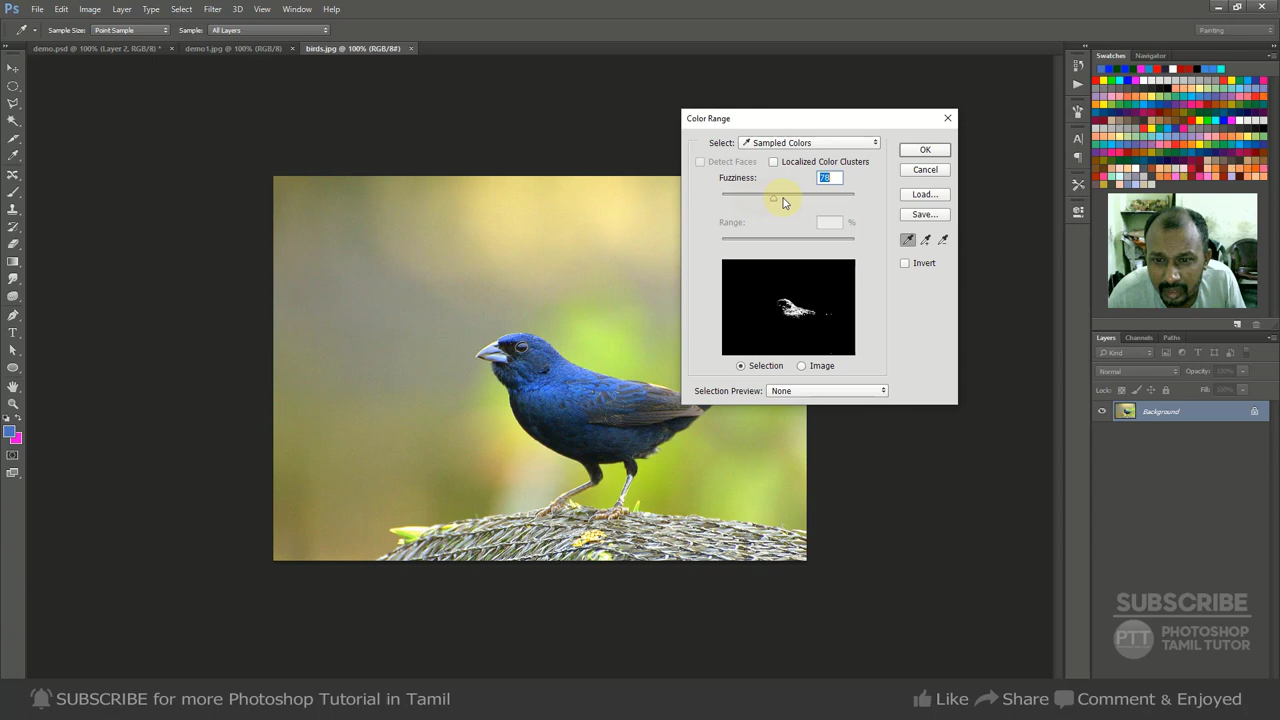 Ps File Edit Image Layer Type Select Filter 3D View Window Help
Sample Size: Point Sample Sample: All Layers Painting
demo.psd @ 100% (Layer 2, RGB/8) * × demo1.jpg @ 100% (RGB/8) × birds.jpg @ 100% (RGB/8#) ×
Swatches Navigator
Color Range
Select: Sampled Colors OK
Detect Faces Localized Color Clusters
Cancel
Fuzziness: 78
Load...
Save...
Range: %
Invert
Selection Image
Selection Preview: None
Layers Channels Paths
Kind
Normal Opacity: 100%
Lock: Fill: 100%
Background
SUBSCRIBE
PTT PHOTOSHOP
TAMIL TUTOR
SUBSCRIBE for more Photoshop Tutorial in Tamil Like Share Comment & Enjoyed